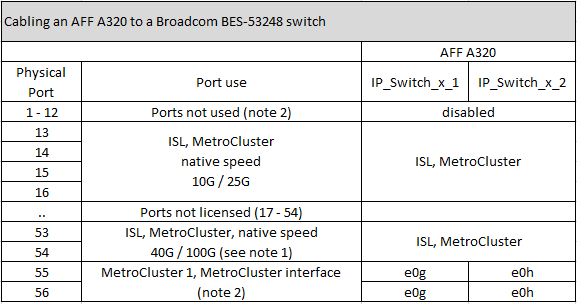 Cabling an AFF A320 to a Broadcom BES-53248 switch
AFF A320
Physical
Port
Port use
IP_Switch_x_1
IP_Switch_x_2
1 - 12
Ports not used (note 2)
disabled
13
14
15
16
ISL, MetroCluster
native speed
10G / 25G
ISL, MetroCluster
..
Ports not licensed (17 - 54)
53
54
ISL, MetroCluster, native speed
40G / 100G (see note 1)
ISL, MetroCluster
55
56
MetroCluster 1, MetroCluster interface
(note 2)
e0g
e0h
e0g
e0h